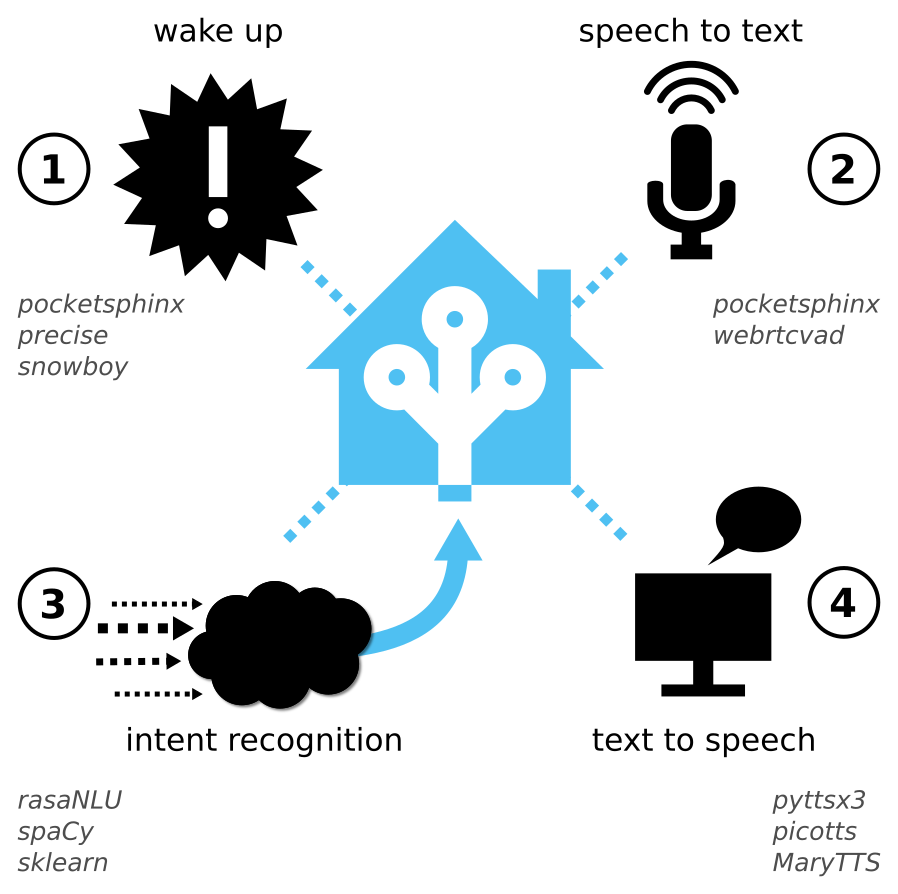 wake up
speech to text
1
!
2
pocketsphinx
precise
snowboy
pocketsphinx
webrtcvad
3
4
intent recognition
text to speech
rasaNLU
spaCy
sklearn
pyttsx3
picotts
MaryTTS